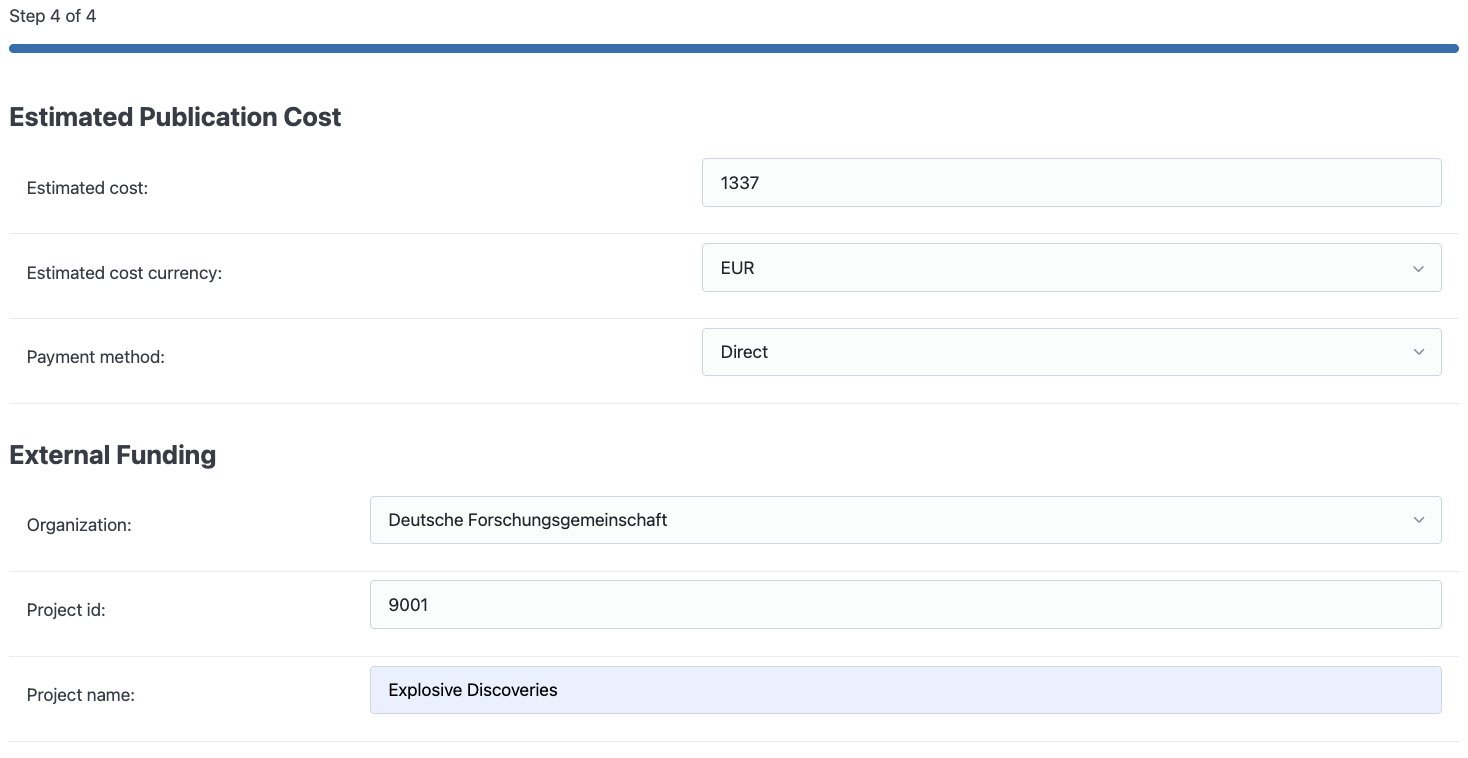 Step 4 of 4
Estimated Publication Cost
Estimated cost: 1337
Estimated cost currency: EUR
Payment method: Direct
External Funding
Organization: Deutsche Forschungsgemeinschaft
Project id: 9001
Project name: Explosive Discoveries